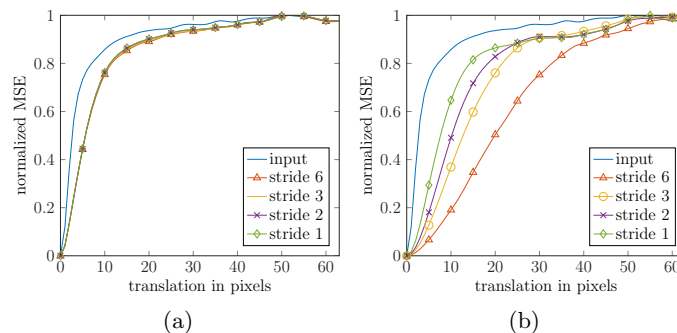 1
0.8
0.6
0.4
0.2
0
normalized MSE
0 10 20 30 40 50 60
translation in pixels
input
stride 6
stride 3
stride 2
stride 1
(a)
1
0.8
0.6
0.4
0.2
0
normalized MSE
0 10 20 30 40 50 60
translation in pixels
input
stride 6
stride 3
stride 2
stride 1
(b)